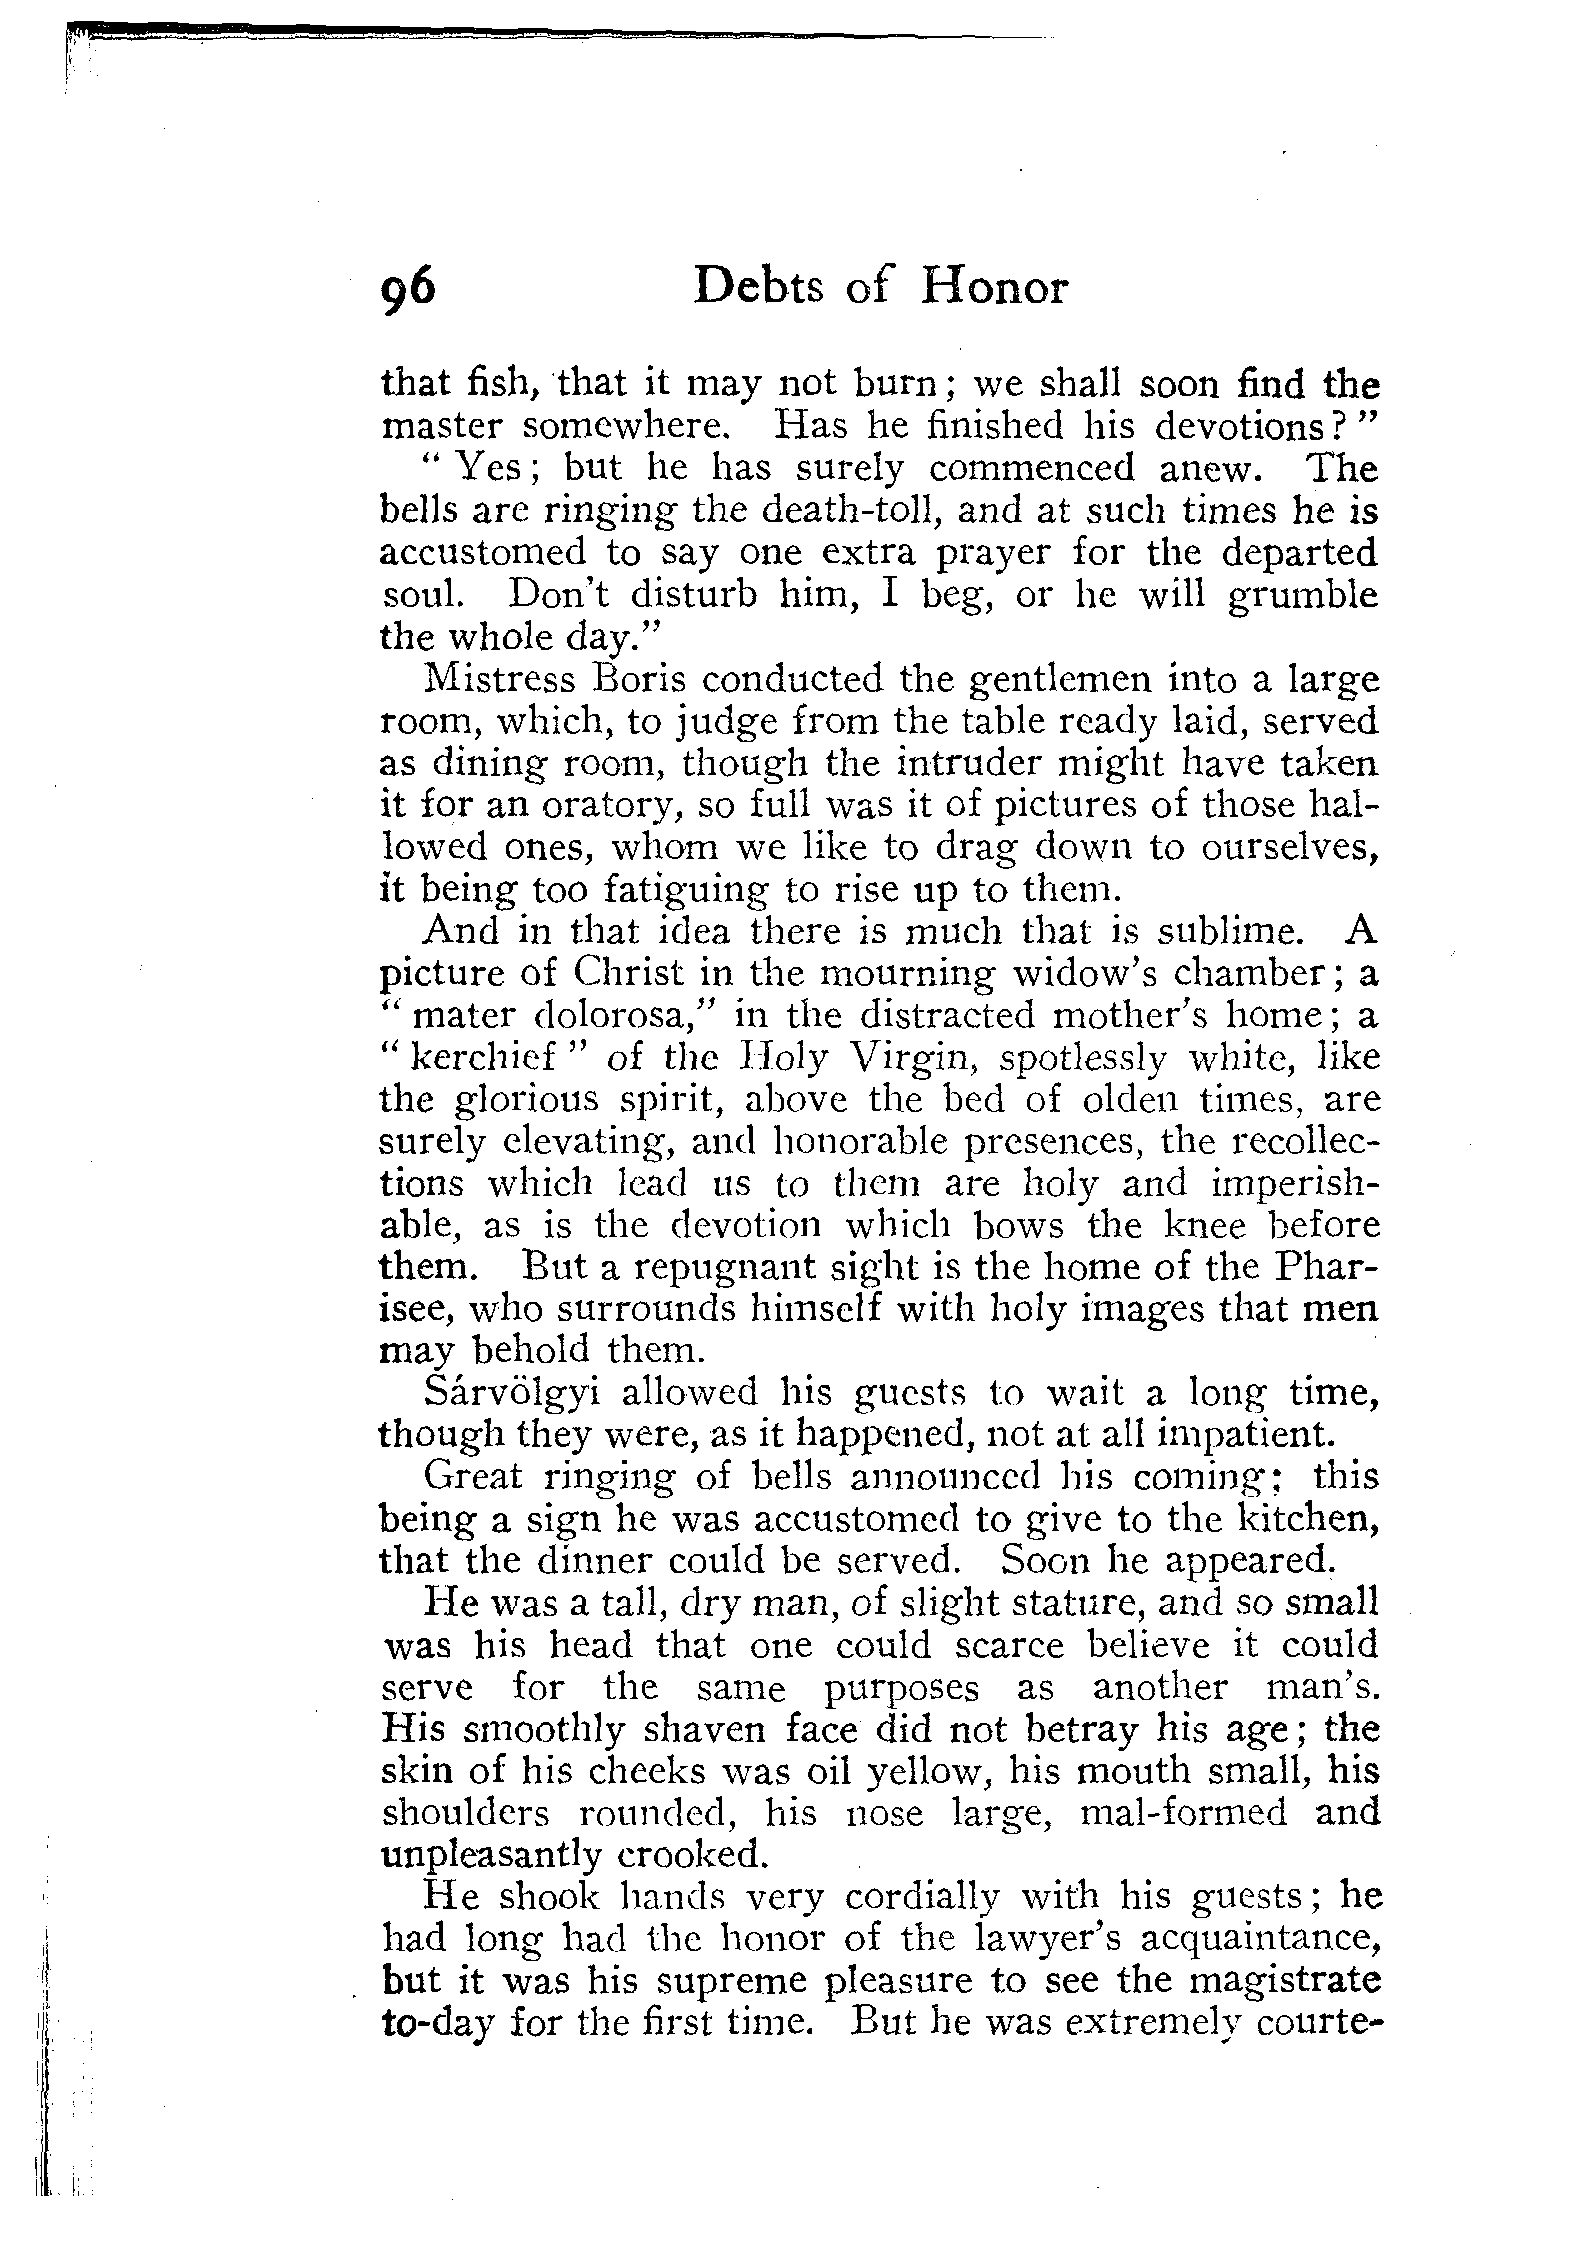 96 Debts of Honor
that fish, that it may not burn; we shall soon find the
master somewhere. Has he finished his devotions?"
"Yes; but he has surely commenced anew. The
bells are ringing the death-toll, and at such times he is
accustomed to say one extra prayer for the departed
soul. Don't disturb him, I beg, or he will grumble
the whole day."
Mistress Boris conducted the gentlemen into a large
room, which, to judge from the table ready laid, served
as dining room, though the intruder might have taken
it for an oratory, so full was it of pictures of those hal-
lowed ones, whom we like to drag down to ourselves,
it being too fatiguing to rise up to them.
And in that idea there is much that is sublime. A
picture of Christ in the mourning widow's chamber; a
"mater dolorosa," in the distracted mother's home; a
"kerchief" of the Holy Virgin, spotlessly white, like
the glorious spirit, above the bed of olden times, are
surely elevating, and honorable presences, the recollec-
tions which lead us to them are holy and imperish-
able, as is the devotion which bows the knee before
them. But a repugnant sight is the home of the Phar-
isee, who surrounds himself with holy images that men
may behold them.
Sárvölgyi allowed his guests to wait a long time,
though they were, as it happened, not at all impatient.
Great ringing of bells announced his coming; this
being a sign he was accustomed to give to the kitchen,
that the dinner could be served. Soon he appeared.
He was a tall, dry man, of slight stature, and so small
was his head that one could scarce believe it could
serve for the same purposes as another man's.
His smoothly shaven face did not betray his age; the
skin of his cheeks was oil yellow, his mouth small, his
shoulders rounded, his nose large, mal-formed and
unpleasantly crooked.
He shook hands very cordially with his guests; he
had long had the honor of the lawyer's acquaintance,
but it was his supreme pleasure to see the magistrate
to-day for the first time. But he was extremely courte-